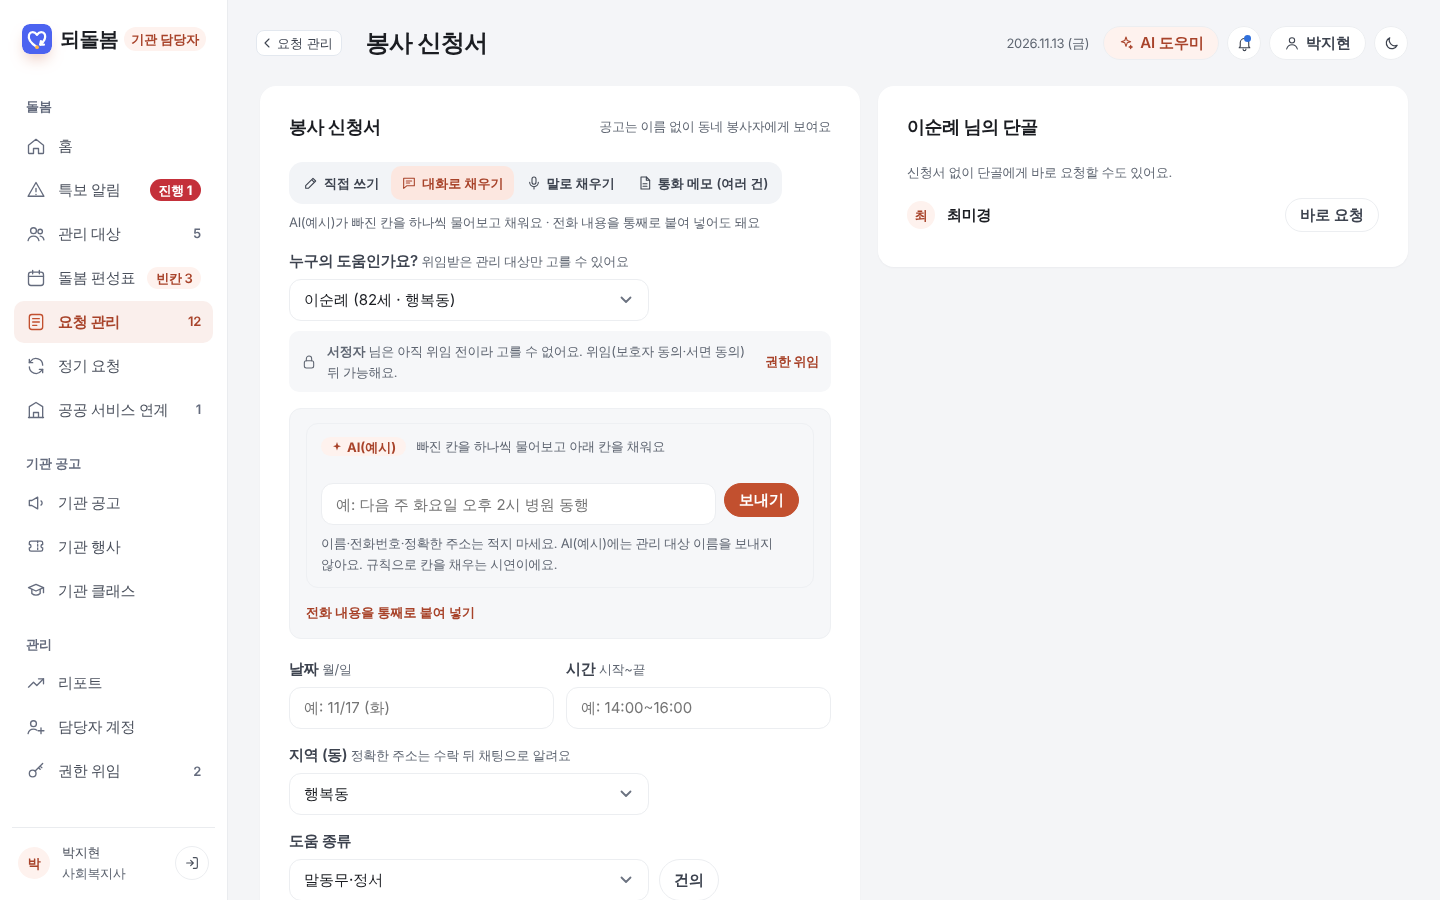 되돌봄 기관 담당자
돌봄
홈
특보 알림 진행 1
관리 대상 5
돌봄 편성표 빈칸 3
요청 관리 12
정기 요청
공공 서비스 연계 1
기관 공고
기관 공고
기관 행사
기관 클래스
관리
리포트
담당자 계정
권한 위임 2
박 박지현
사회복지사
요청 관리 봉사 신청서 2026.11.13 (금) AI 도우미 박지현
봉사 신청서 공고는 이름 없이 동네 봉사자에게 보여요
직접 쓰기 대화로 채우기 말로 채우기 통화 메모 (여러 건)
AI(예시)가 빠진 칸을 하나씩 물어보고 채워요 · 전화 내용을 통째로 붙여 넣어도 돼요
누구의 도움인가요? 위임받은 관리 대상만 고를 수 있어요
이순례 (82세 · 행복동)
서정자 님은 아직 위임 전이라 고를 수 없어요. 위임(보호자 동의·서면 동의)
뒤 가능해요.
권한 위임
AI(예시) 빠진 칸을 하나씩 물어보고 아래 칸을 채워요
예: 다음 주 화요일 오후 2시 병원 동행 보내기
이름·전화번호·정확한 주소는 적지 마세요. AI(예시)에는 관리 대상 이름을 보내지
않아요. 규칙으로 칸을 채우는 시연이에요.
전화 내용을 통째로 붙여 넣기
날짜 월/일 시간 시작~끝
예: 11/17 (화) 예: 14:00~16:00
지역 (동) 정확한 주소는 수락 뒤 채팅으로 알려요
행복동
도움 종류
말동무·정서 건의
이순례 님의 단골
신청서 없이 단골에게 바로 요청할 수도 있어요.
최 최미경 바로 요청